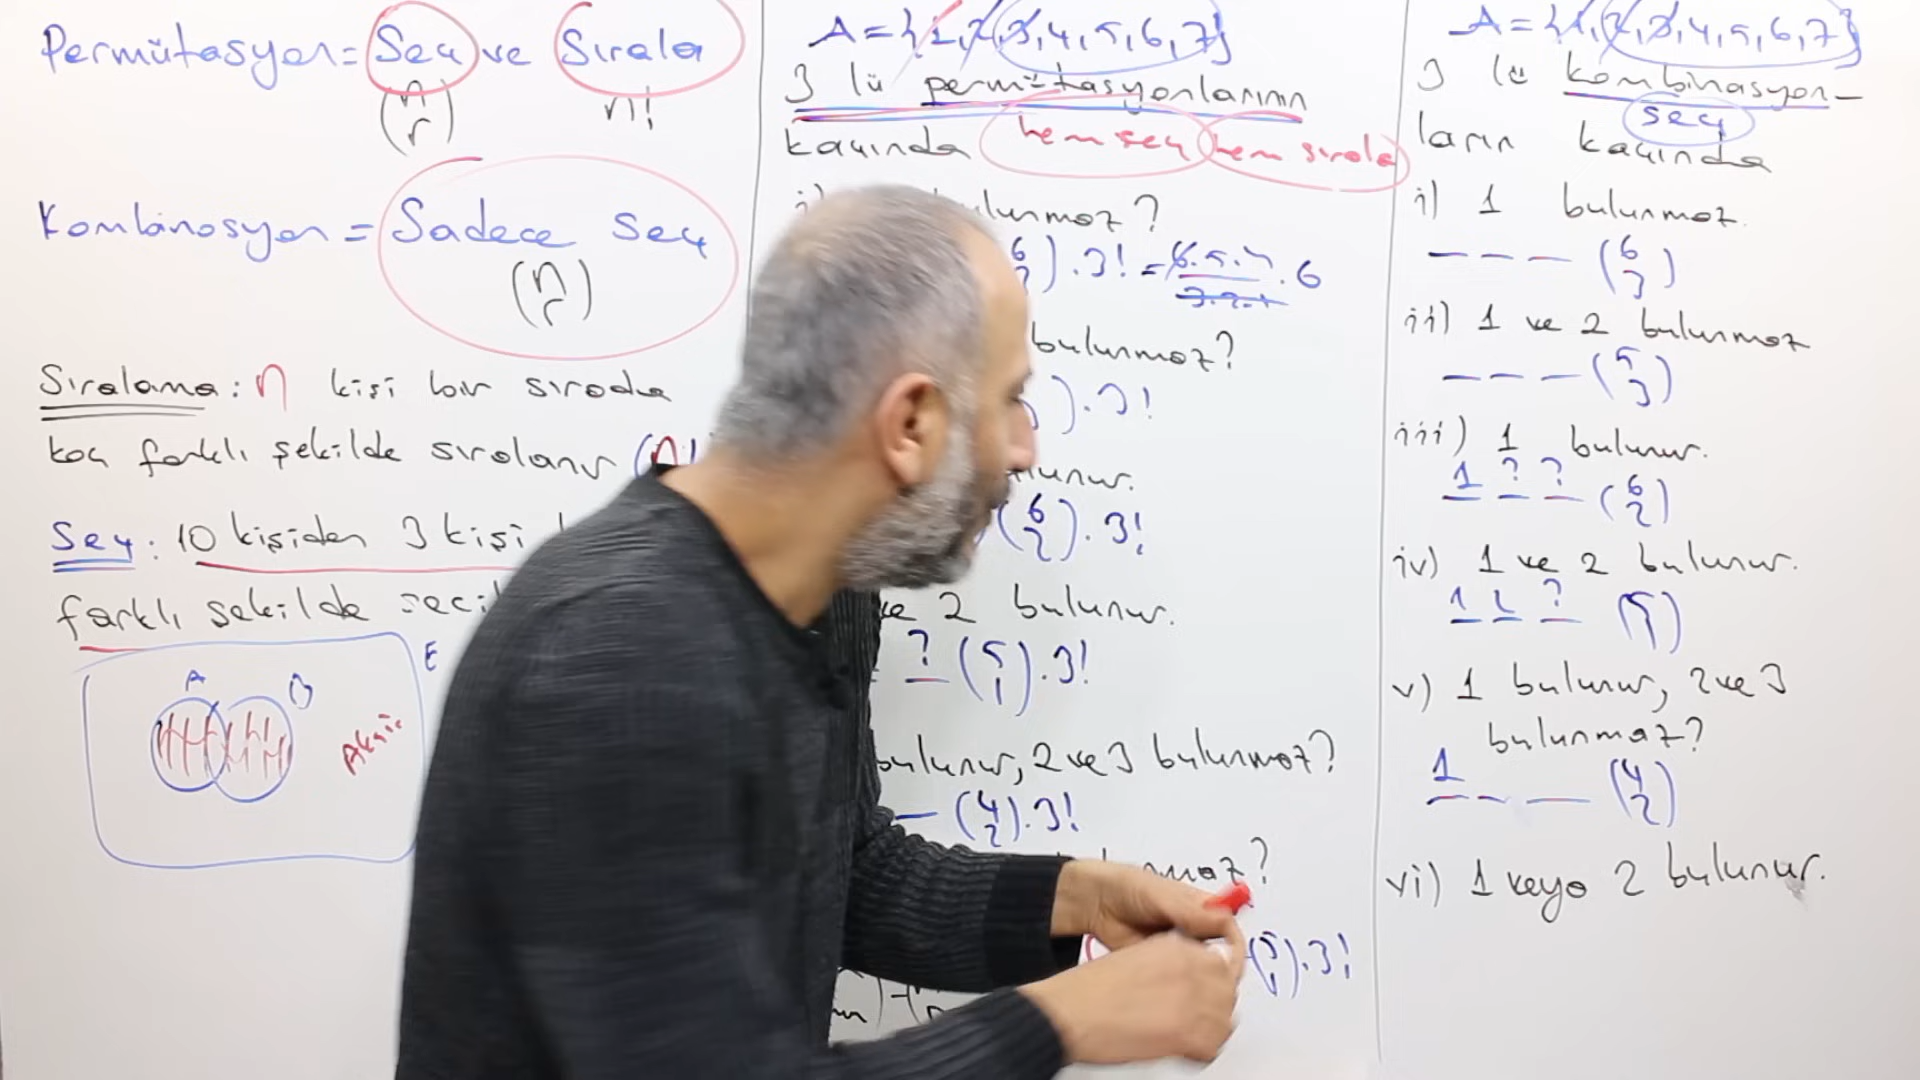 Permütasyon = Seç ve Sırala
(n r) n!
Kombinasyon = Sadece seç
(n r)
Sıralama: n kişi bir sırada
kaç farklı şekilde sıralanır (n!
Seç: 10 kişiden 3 kişi
farklı şekilde seçil
A B E
Aksi
A = {1, 2, 3, 4, 5, 6, 7}
3 lü permütasyonlarının
kaçında hem seç hem sırala
i) lunmaz?
(6 3) . 3! = 6.5.4 / 3.2.1 . 6
bulunmaz?
) . 3!
lunur.
(6 2) . 3!
ve 2 bulunur.
? (5 1) . 3!
bulunur, 2 ve 3 bulunmaz?
(4 2) . 3!
nmaz?
(5 1) . 3!
A = {1, 2, 3, 4, 5, 6, 7}
3 lü kombinasyon-
seç
ların kaçında
i) 1 bulunmaz.
_ _ _ (6 3)
ii) 1 ve 2 bulunmaz
_ _ _ (5 3)
iii) 1 bulunur.
1 ? ? (6 2)
iv) 1 ve 2 bulunur.
1 2 ? (5 1)
v) 1 bulunur, 2 ve 3
bulunmaz?
1 _ _ (4 2)
vi) 1 veya 2 bulunur.